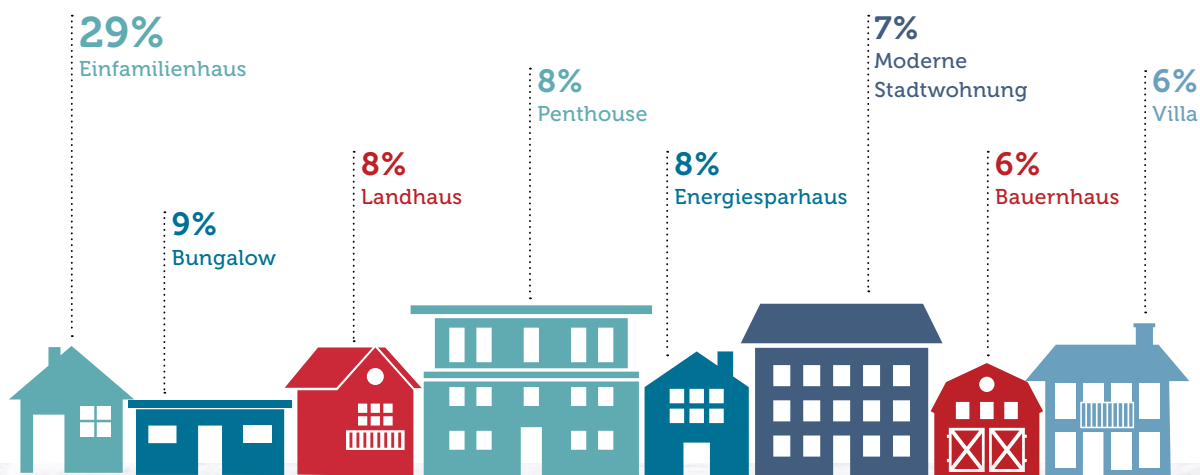 29%
Einfamilienhaus
9%
Bungalow
8%
Landhaus
8%
Penthouse
8%
Energiesparhaus
7%
Moderne
Stadtwohnung
6%
Bauernhaus
6%
Villa